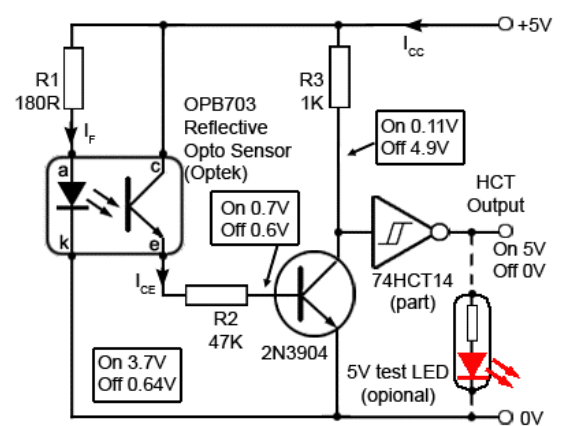 +5V
I CC
R1
180R
R3
1K
OPB703
Reflective
Opto Sensor
(Optek)
I F
On 0.11V
Off 4.9V
a
c
k
e
On 0.7V
Off 0.6V
HCT
Output
On 5V
Off 0V
74HCT14
(part)
I CE
R2
47K
2N3904
On 3.7V
Off 0.64V
5V test LED
(opional)
0V